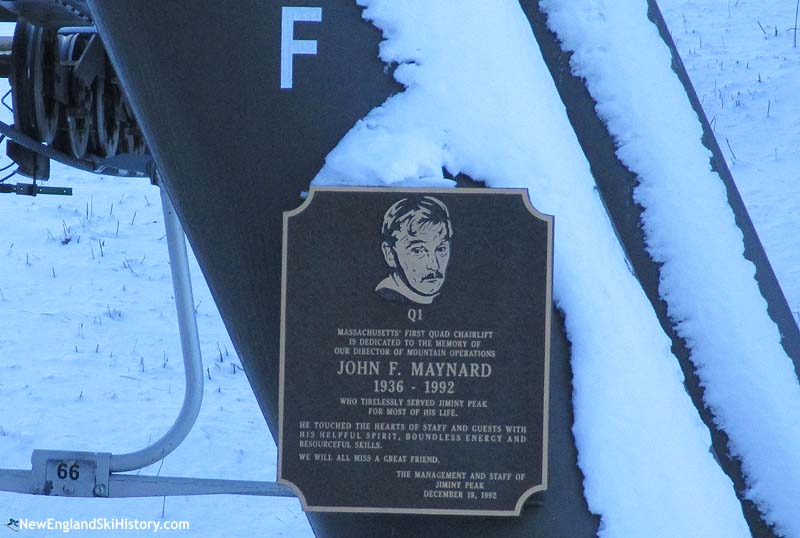 F
Q1
MASSACHUSETTS' FIRST QUAD CHAIRLIFT
IS DEDICATED TO THE MEMORY OF
OUR DIRECTOR OF MOUNTAIN OPERATIONS
JOHN F. MAYNARD
1936 - 1992
WHO TIRELESSLY SERVED JIMINY PEAK
FOR MOST OF HIS LIFE.
HE TOUCHED THE HEARTS OF STAFF AND GUESTS WITH
HIS HELPFUL SPIRIT, BOUNDLESS ENERGY AND
RESOURCEFUL SKILLS.
WE WILL ALL MISS A GREAT FRIEND.
THE MANAGEMENT AND STAFF OF
JIMINY PEAK
DECEMBER 19, 1992
66
NewEnglandSkiHistory.com